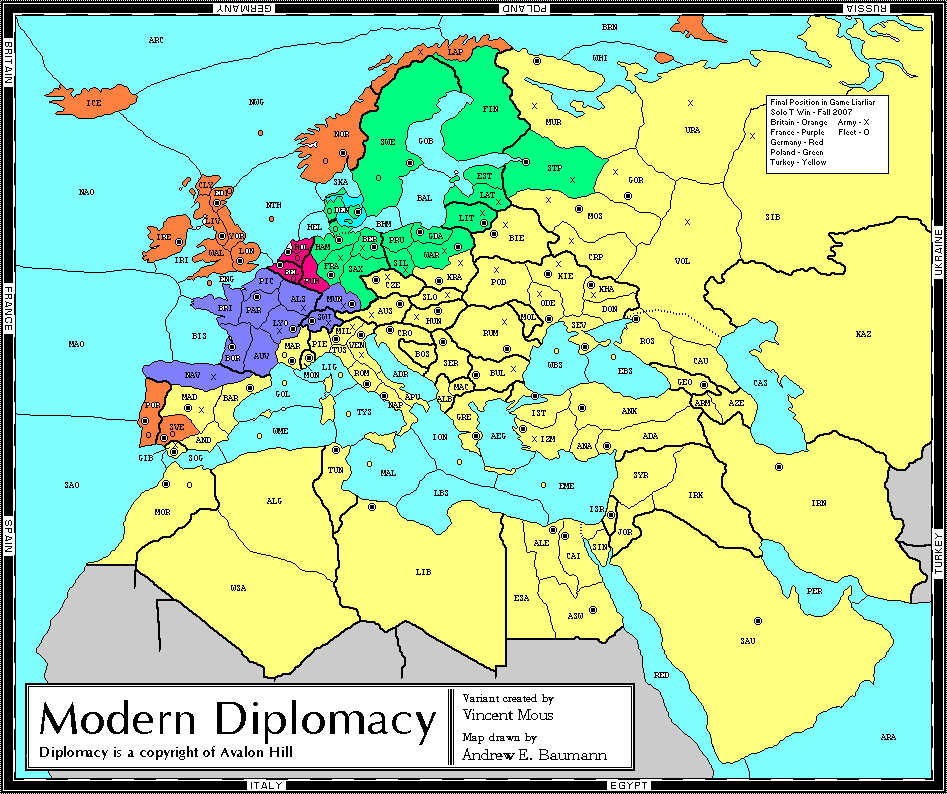 GERMANY
POLAND
RUSSIA
BRITAIN
FRANCE
SPAIN
UKRAINE
TURKEY
ITALY
EGYPT
ARC
BRN
WHI
LAP
ICE
NWG
NOR
FIN
MUR
URA
Final Position in Game Liarliar
Solo T Win - Fall 2007
Britain - Orange Army - X
France - Purple Fleet - O
Germany - Red
Poland - Green
Turkey - Yellow
SWE
GOB
STP
GOR
SKA
EST
LAT
NAO
CLY
EDI
NTH
DEN
BAL
LIT
MOS
SIB
LIV
HEL
BHM
IRE
YOR
WAL
LON
IRI
HOL
HAM
BER
PRU
GDA
WAR
BIE
CRP
VOL
BEL
RUH
FRA
SAX
SIL
ENG
PIC
KRA
CZE
POD
KIE
KHA
BRI
PAR
ALS
MUN
AUS
SLO
ODE
DON
BIS
LYO
SWI
HUN
MOL
SEV
MAO
BOR
AUV
MAR
PIE
MIL
VEN
TUS
CRO
RUM
ROS
KAZ
BOS
SER
WBS
EBS
CAU
NAV
MON
LIG
ROM
ADR
BUL
GEO
CAS
MAD
BAR
GOL
MAC
ALB
APU
NAP
POR
SVE
AND
TYS
GRE
IST
ANK
ARM
AZE
WME
ION
AEG
IZM
ANA
ADA
GIB
SOG
TUN
MAL
SAO
MOR
ALG
LBS
EME
SYR
IRK
IRN
ISR
JOR
ALE
CAI
SIN
WSA
LIB
ESA
ASW
PER
SAU
RED
ARA
Modern Diplomacy
Diplomacy is a copyright of Avalon Hill
Variant created by
Vincent Mous
Map drawn by
Andrew E. Baumann